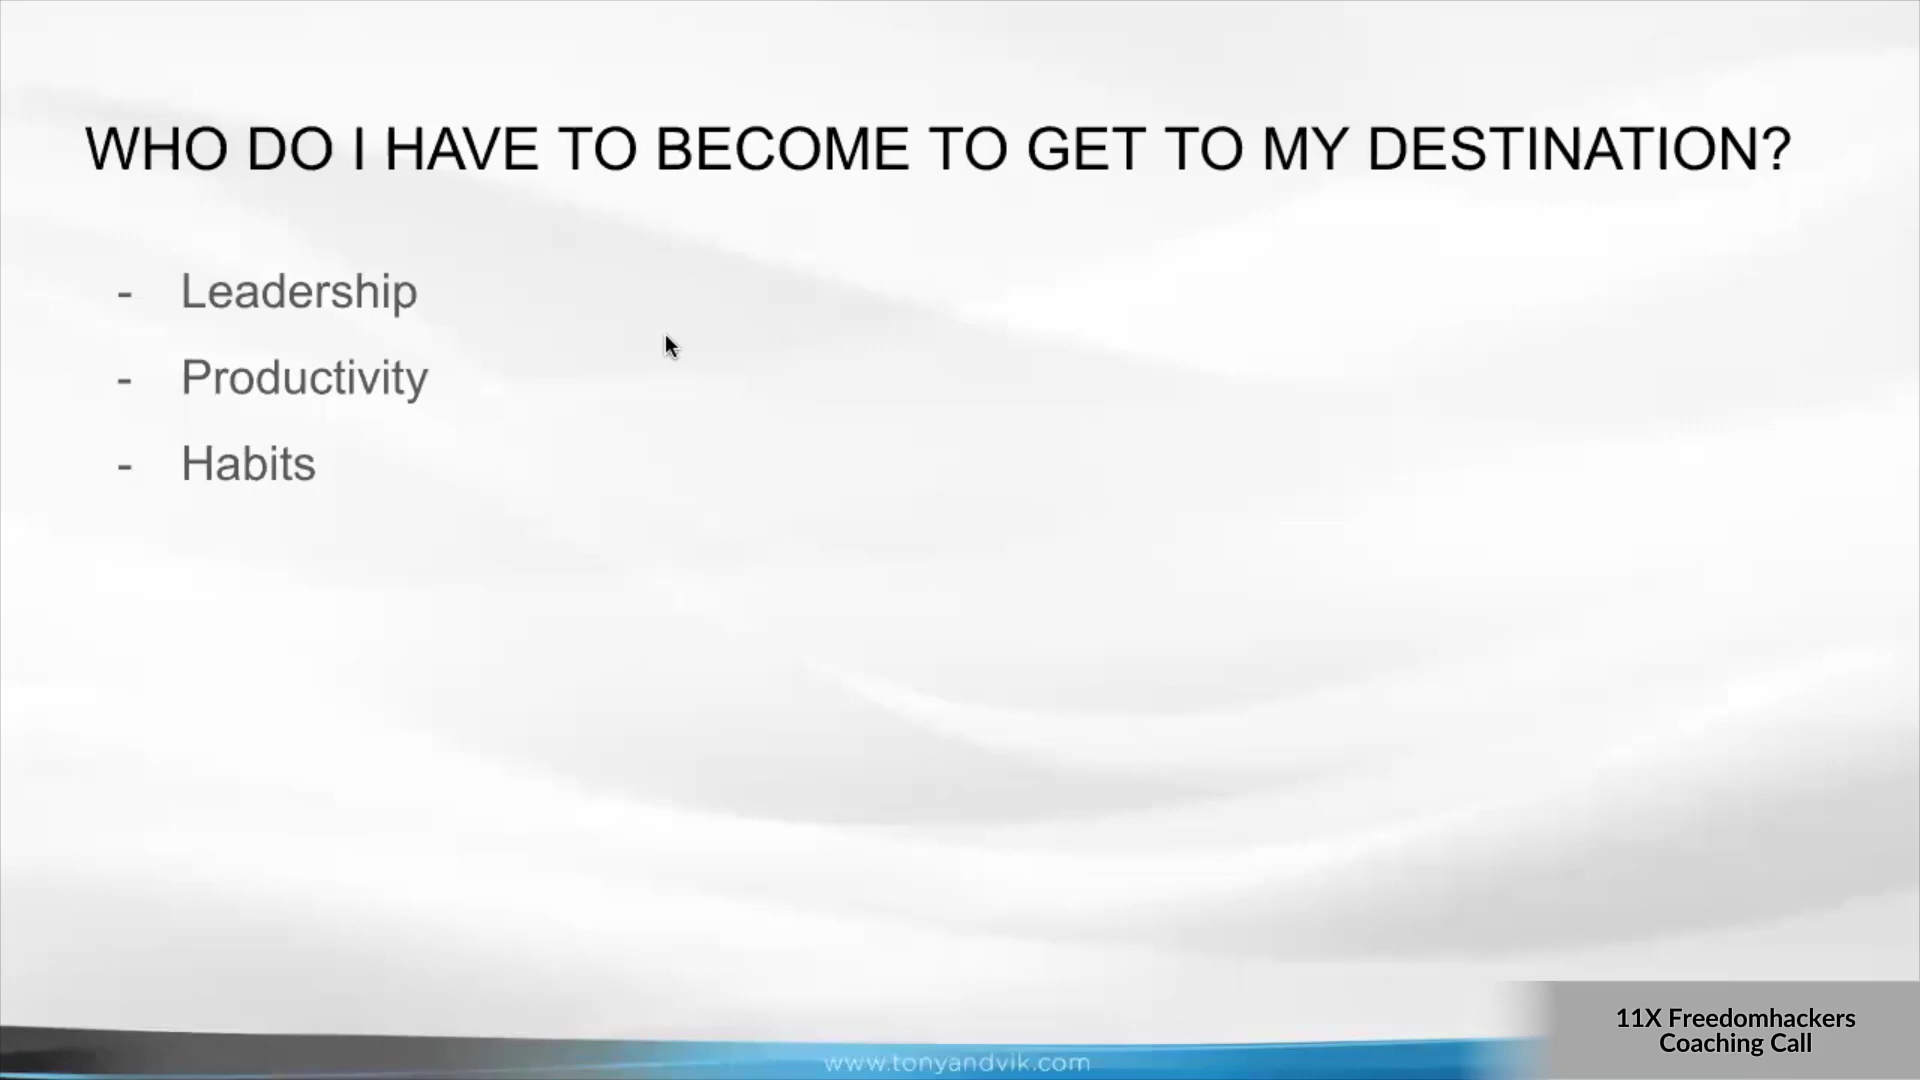 WHO DO I HAVE TO BECOME TO GET TO MY DESTINATION?
- Leadership
- Productivity
- Habits
www.tonyandvik.com
11X Freedomhackers
Coaching Call